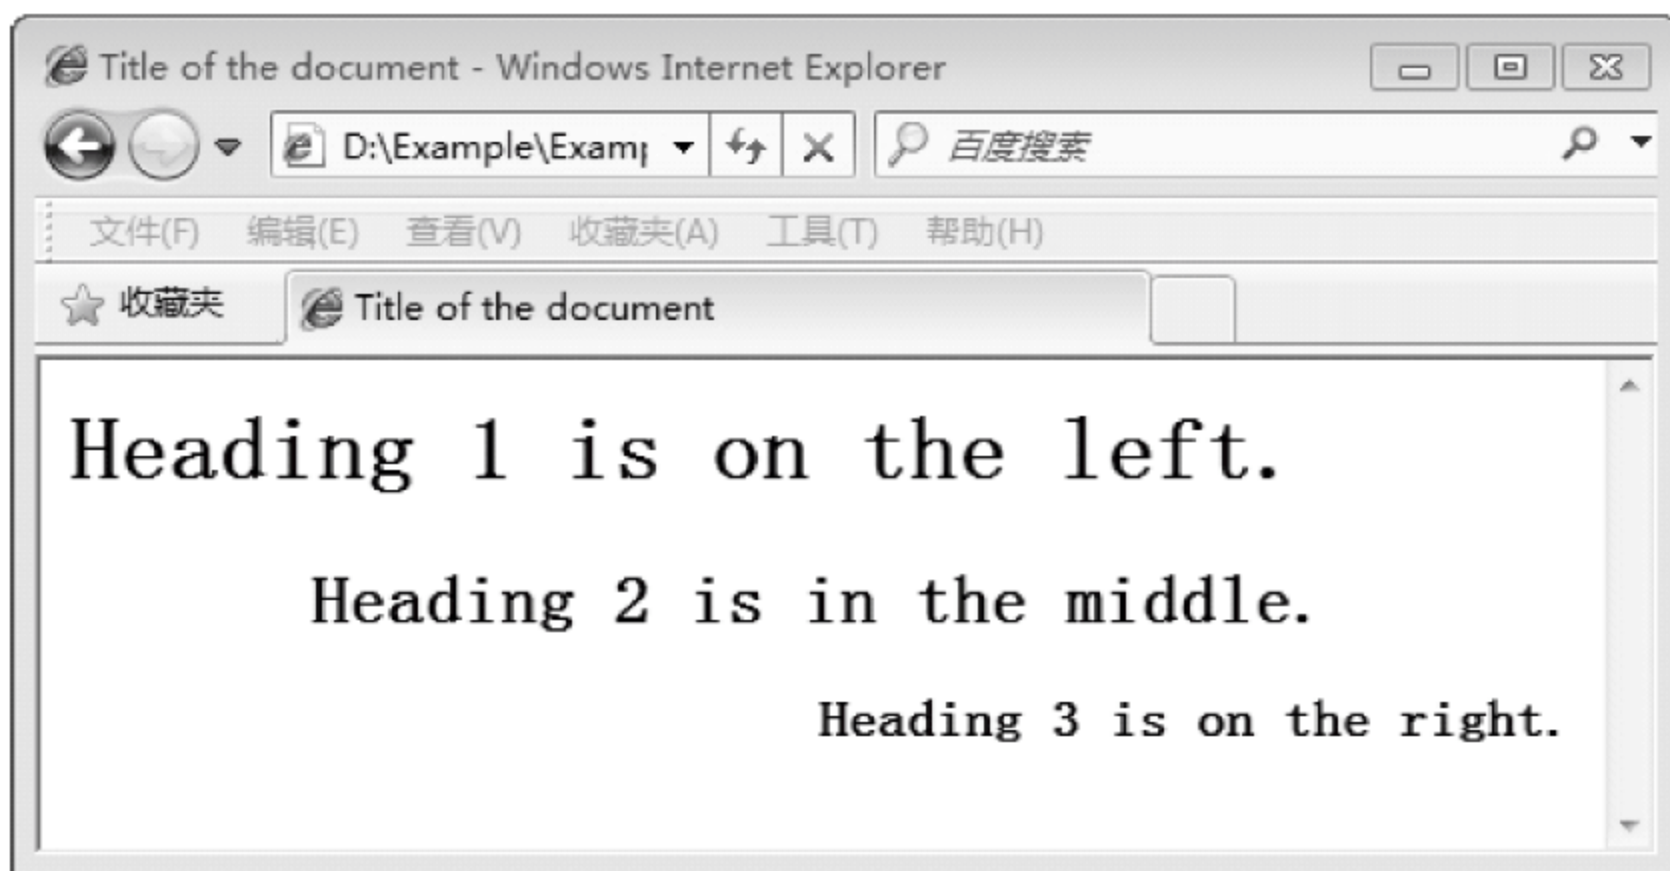 Title of the document - Windows Internet Explorer
D:\Example\Examp 百度搜索
文件(F) 编辑(E) 查看(V) 收藏夹(A) 工具(T) 帮助(H)
收藏夹 Title of the document
Heading 1 is on the left.
Heading 2 is in the middle.
Heading 3 is on the right.